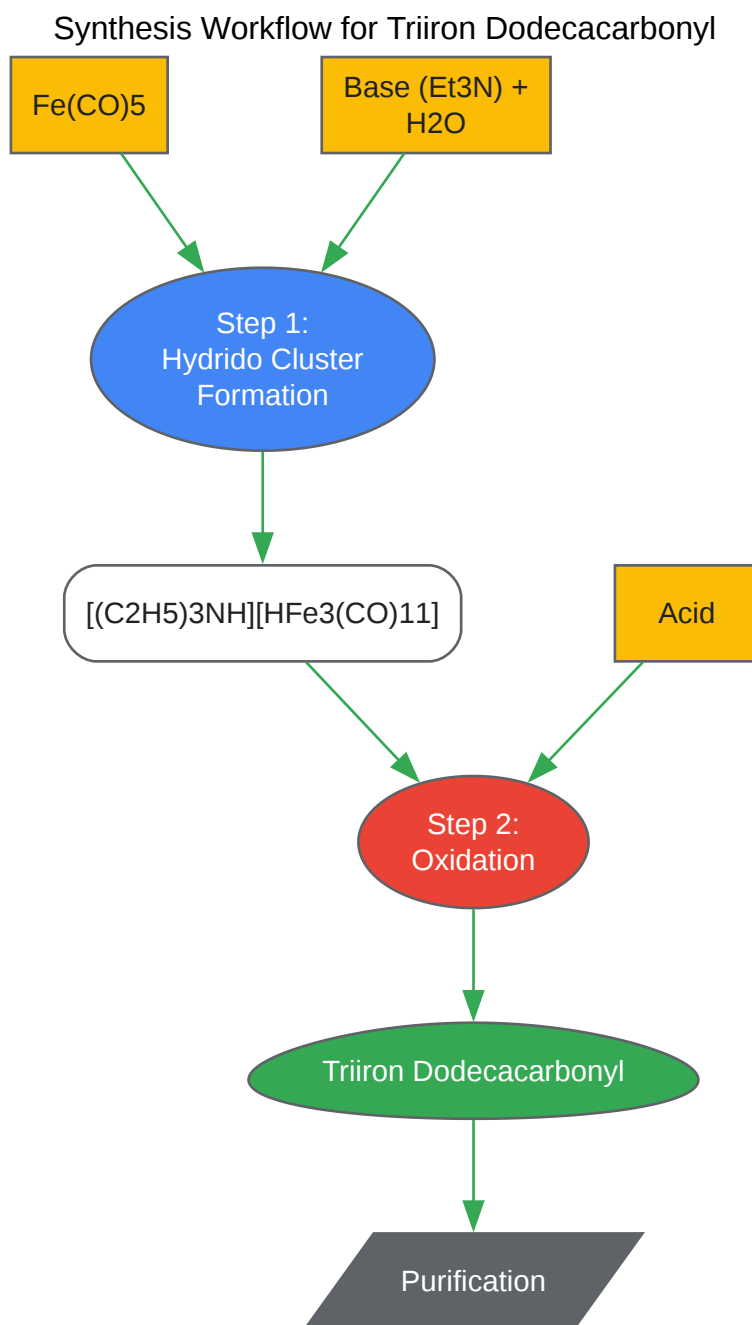 Synthesis Workflow for Triiron Dodecacarbonyl
Fe(CO)5
Base (Et3N) +
H2O
Step 1:
Hydrido Cluster
Formation
[(C2H5)3NH][HFe3(CO)11]
Acid
Step 2:
Oxidation
Triiron Dodecacarbonyl
Purification